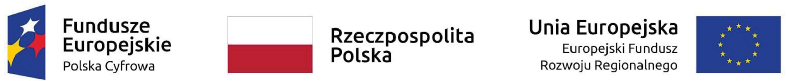 Fundusze
Europejskie
Polska Cyfrowa
Rzeczpospolita
Polska
Unia Europejska
Europejski Fundusz
Rozwoju Regionalnego